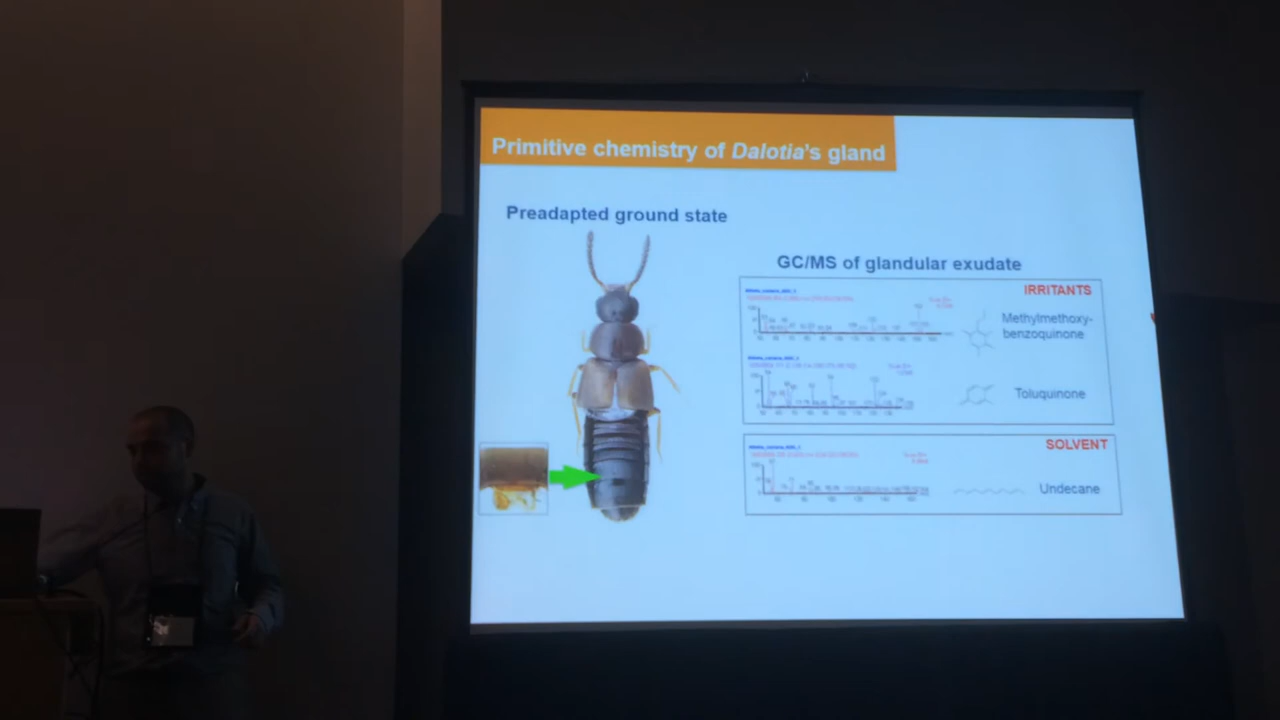 Primitive chemistry of Dalotia's gland
Preadapted ground state
GC/MS of glandular exudate
IRRITANTS
Methylmethoxy-
benzoquinone
Toluquinone
SOLVENT
Undecane